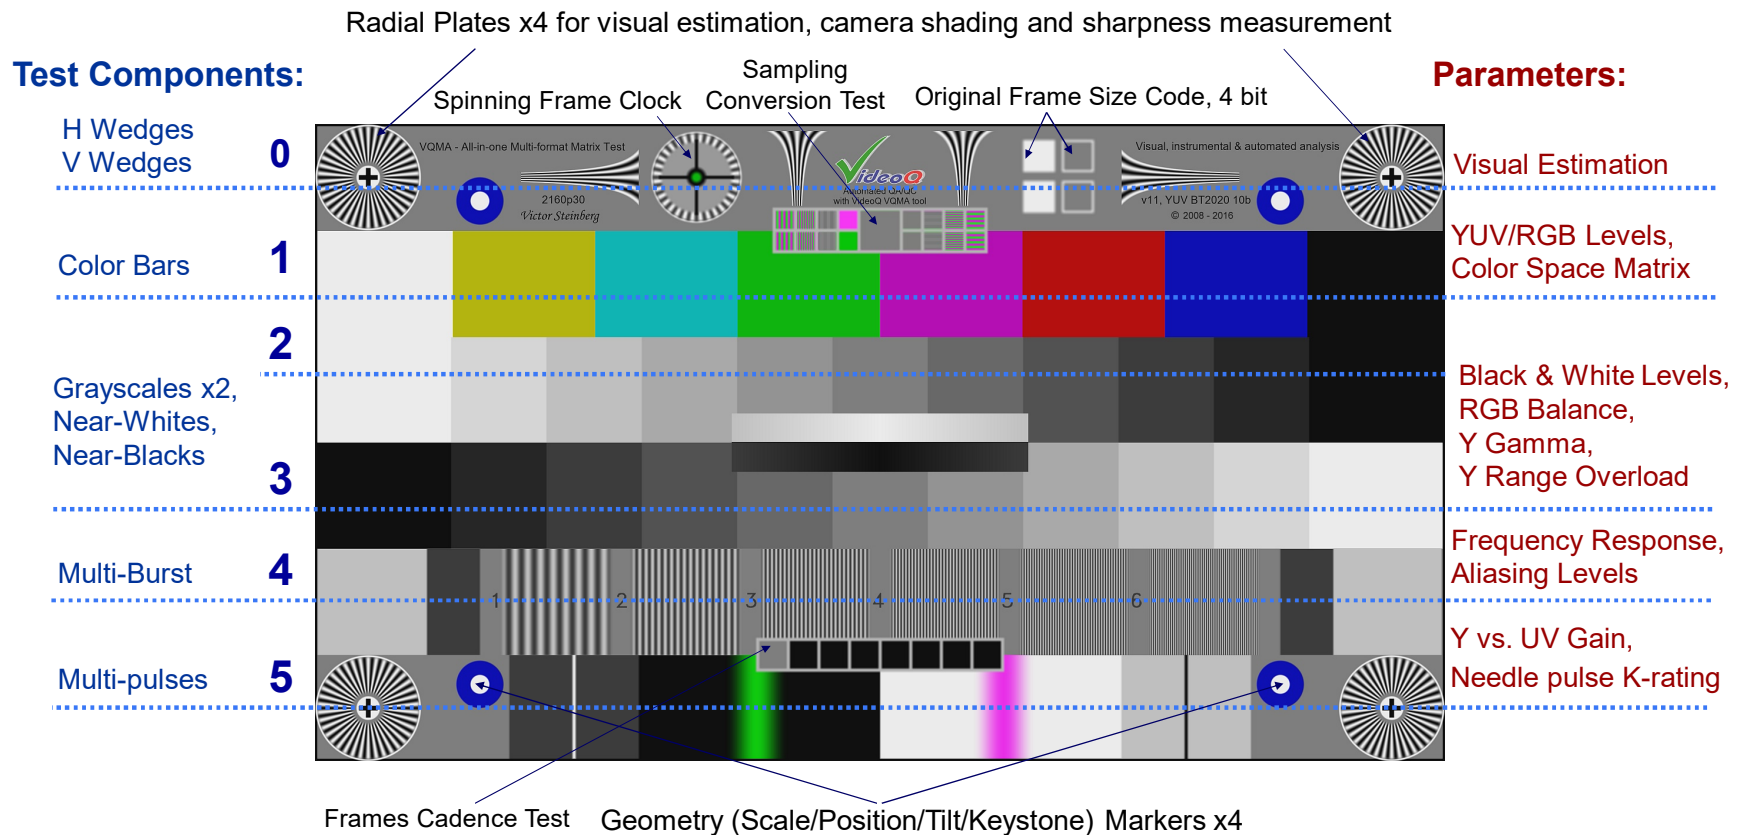 Radial Plates x4 for visual estimation, camera shading and sharpness measurement
Test Components:
Parameters:
Spinning Frame Clock
Sampling
Conversion Test
Original Frame Size Code, 4 bit
H Wedges
V Wedges
0
Visual Estimation
VQMA - All-in-one Multi-format Matrix Test
Visual, instrumental & automated analysis
VideoQ
Automated QA/QC
with VideoQ VQMA tool
2160p30
Victor Steinberg
v11, YUV BT2020 10b
© 2008 - 2016
Color Bars
1
YUV/RGB Levels,
Color Space Matrix
2
Grayscales x2,
Near-Whites,
Near-Blacks
3
Black & White Levels,
RGB Balance,
Y Gamma,
Y Range Overload
Multi-Burst
4
1 2 3 4 5 6
Frequency Response,
Aliasing Levels
Multi-pulses
5
Y vs. UV Gain,
Needle pulse K-rating
Frames Cadence Test
Geometry (Scale/Position/Tilt/Keystone) Markers x4